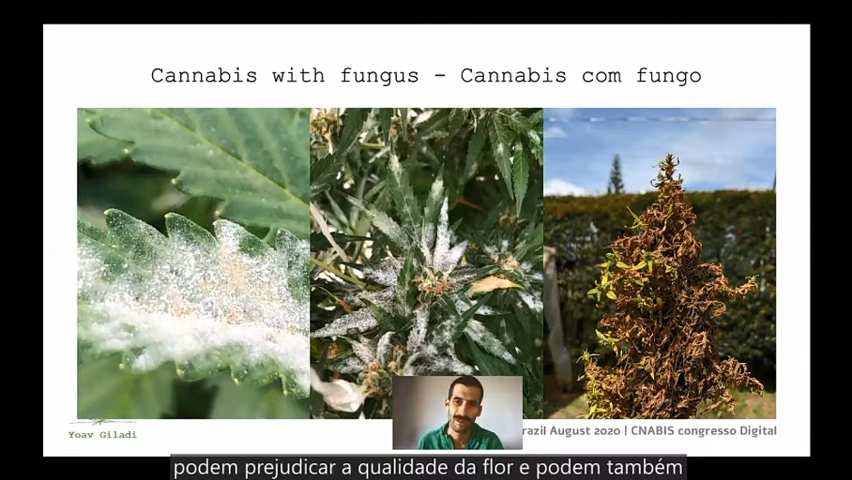 Cannabis with fungus - Cannabis com fungo
Yoav Giladi
razil August 2020 | CNABIS congresso Digital
podem prejudicar a qualidade da flor e podem também